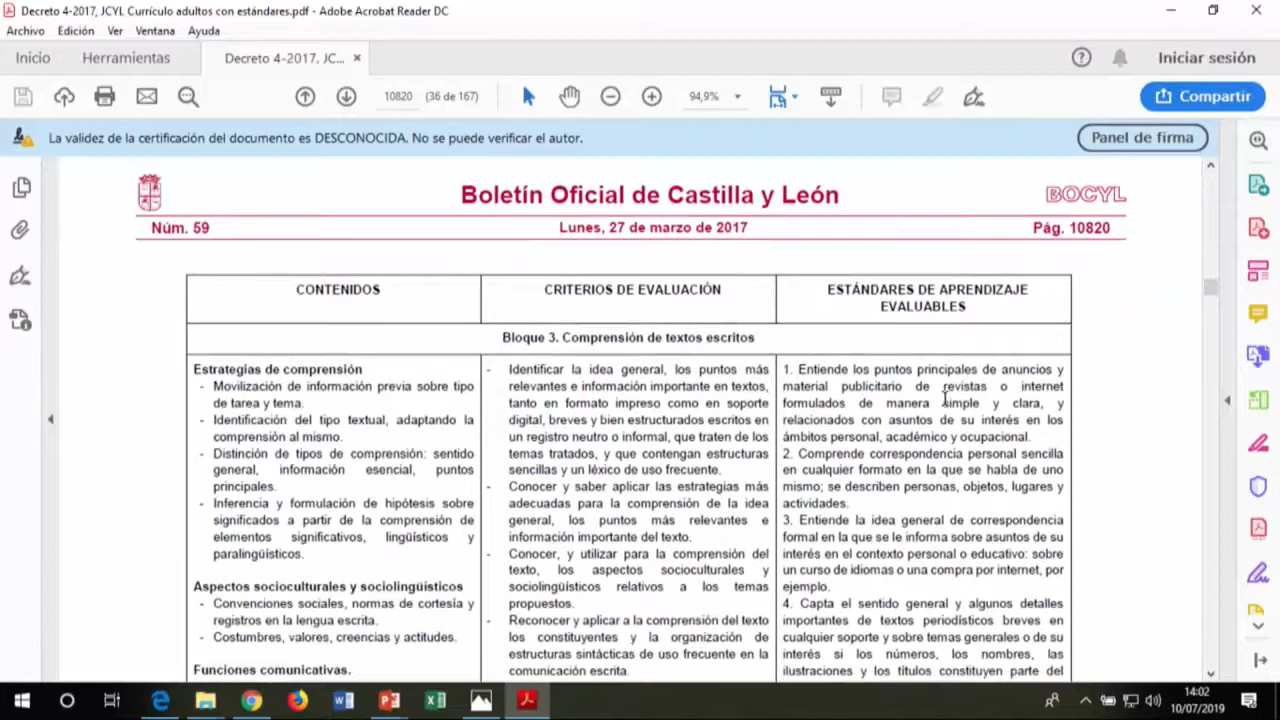 Decreto 4-2017, JCYL Currículo adultos con estándares.pdf - Adobe Acrobat Reader DC
Archivo Edición Ver Ventana Ayuda
Inicio Herramientas Decreto 4-2017, JC... × Iniciar sesión
10820 (36 de 167) 94,9% Compartir
La validez de la certificación del documento es DESCONOCIDA. No se puede verificar el autor. Panel de firma
Boletín Oficial de Castilla y León BOCYL
Núm. 59 Lunes, 27 de marzo de 2017 Pág. 10820
CONTENIDOS
CRITERIOS DE EVALUACIÓN
ESTÁNDARES DE APRENDIZAJE
EVALUABLES
Bloque 3. Comprensión de textos escritos
Estrategias de comprensión
- Movilización de información previa sobre tipo
de tarea y tema.
- Identificación del tipo textual, adaptando la
comprensión al mismo.
- Distinción de tipos de comprensión: sentido
general, información esencial, puntos
principales.
- Inferencia y formulación de hipótesis sobre
significados a partir de la comprensión de
elementos significativos, lingüísticos y
paralingüísticos.
Aspectos socioculturales y sociolingüísticos
- Convenciones sociales, normas de cortesía y
registros en la lengua escrita.
- Costumbres, valores, creencias y actitudes.
Funciones comunicativas.
- Identificar la idea general, los puntos más
relevantes e información importante en textos,
tanto en formato impreso como en soporte
digital, breves y bien estructurados escritos en
un registro neutro o informal, que traten de los
temas tratados, y que contengan estructuras
sencillas y un léxico de uso frecuente.
- Conocer y saber aplicar las estrategias más
adecuadas para la comprensión de la idea
general, los puntos más relevantes e
información importante del texto.
- Conocer, y utilizar para la comprensión del
texto, los aspectos socioculturales y
sociolingüísticos relativos a los temas
propuestos.
- Reconocer y aplicar a la comprensión del texto
los constituyentes y la organización de
estructuras sintácticas de uso frecuente en la
comunicación escrita.
1. Entiende los puntos principales de anuncios y
material publicitario de revistas o internet
formulados de manera simple y clara, y
relacionados con asuntos de su interés en los
ámbitos personal, académico y ocupacional.
2. Comprende correspondencia personal sencilla
en cualquier formato en la que se habla de uno
mismo; se describen personas, objetos, lugares y
actividades.
3. Entiende la idea general de correspondencia
formal en la que se le informa sobre asuntos de su
interés en el contexto personal o educativo: sobre
un curso de idiomas o una compra por internet, por
ejemplo.
4. Capta el sentido general y algunos detalles
importantes de textos periodísticos breves en
cualquier soporte y sobre temas generales o de su
interés si los números, los nombres, las
ilustraciones y los títulos constituyen parte del
14:02
10/07/2019